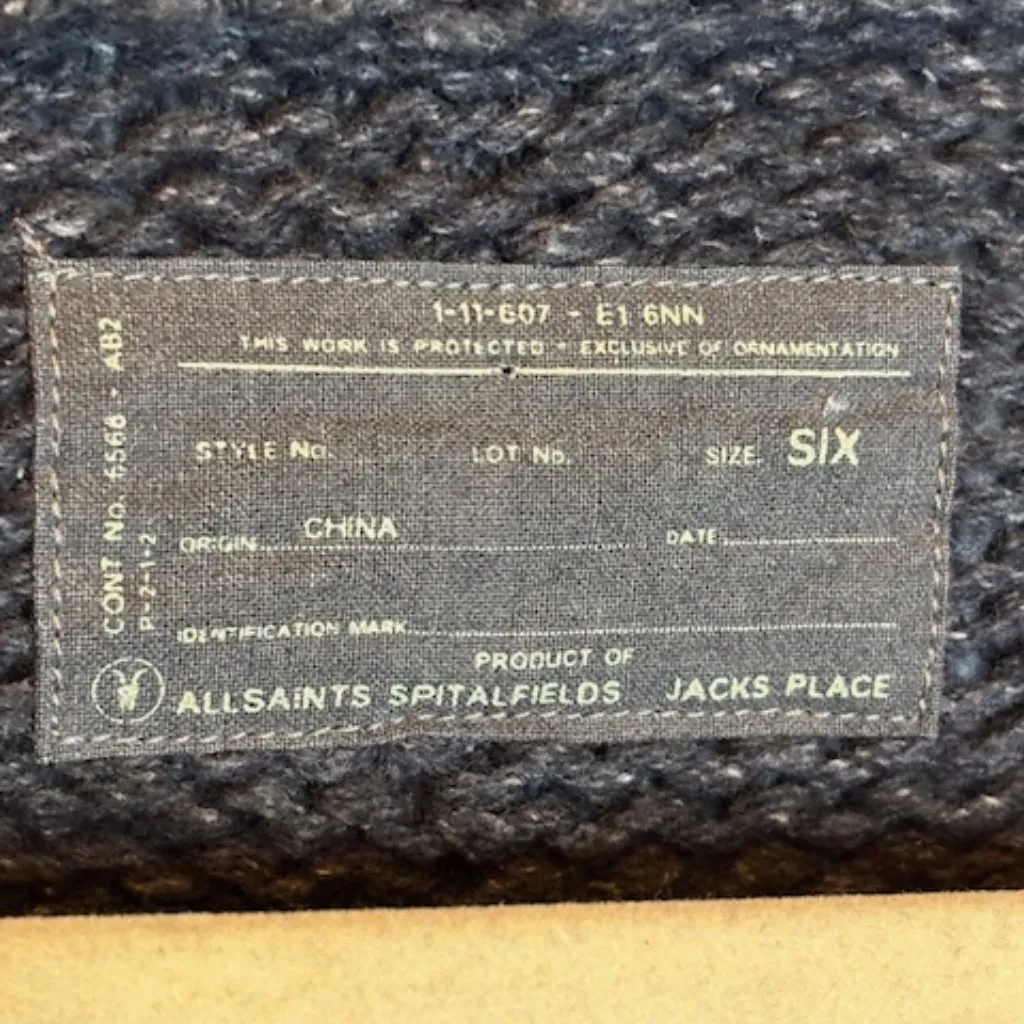 1-11-607 - E1 6NN
THIS WORK IS PROTECTED - EXCLUSIVE OF ORNAMENTATION
STYLE No. LOT No. SIZE. SIX
ORIGIN CHINA DATE
IDENTIFICATION MARK
PRODUCT OF
ALLSAINTS SPITALFIELDS JACKS PLACE
CONT No. f.568 - AB2
P-2-1-2